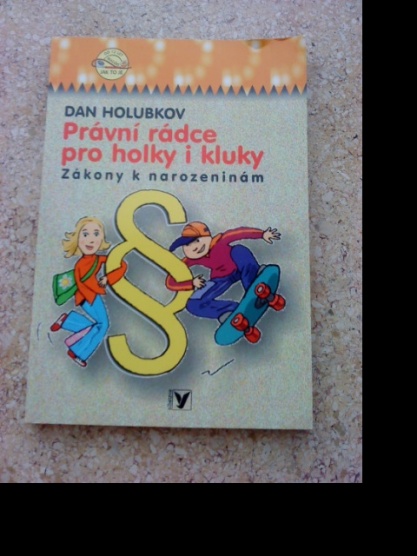 DAN HOLUBKOV
Právní rádce
pro holky i kluky
Zákony k narozeninám
§